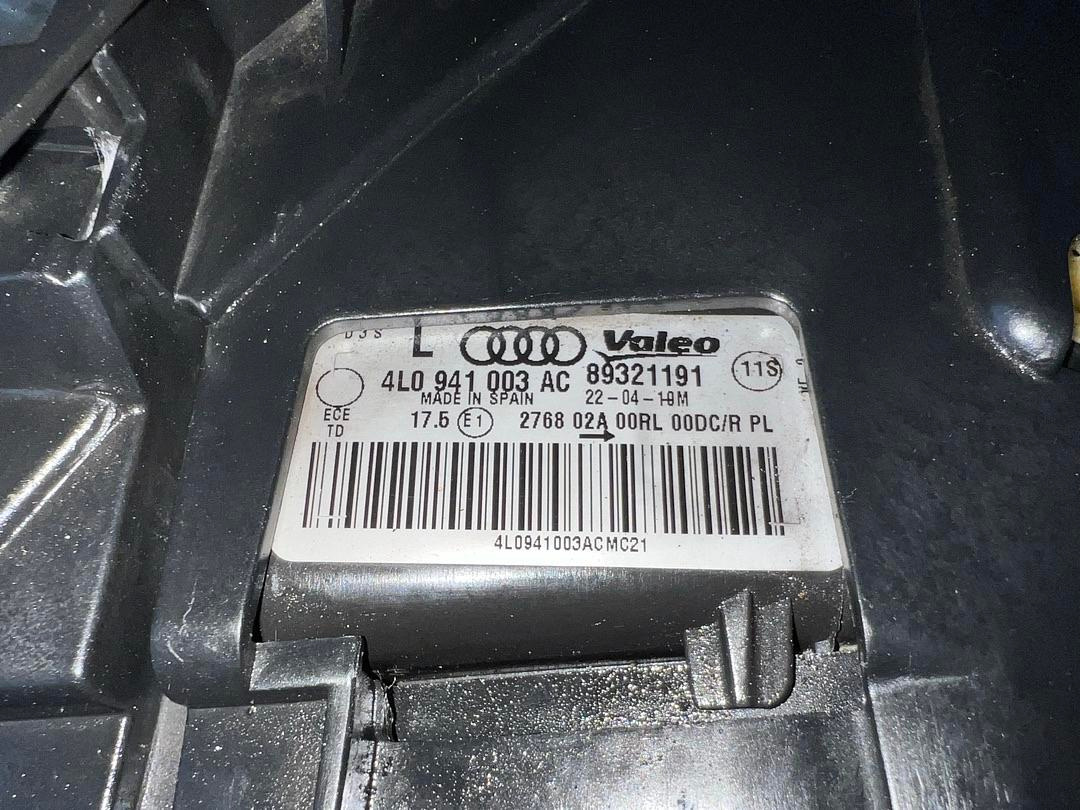 D3S L Valeo
4L0 941 003 AC 89321191 11S
MADE IN SPAIN 22-04-10M
ECE TD 17.5 E1 2768 02A 00RL 00DC/R PL
4L0941003ACMC21